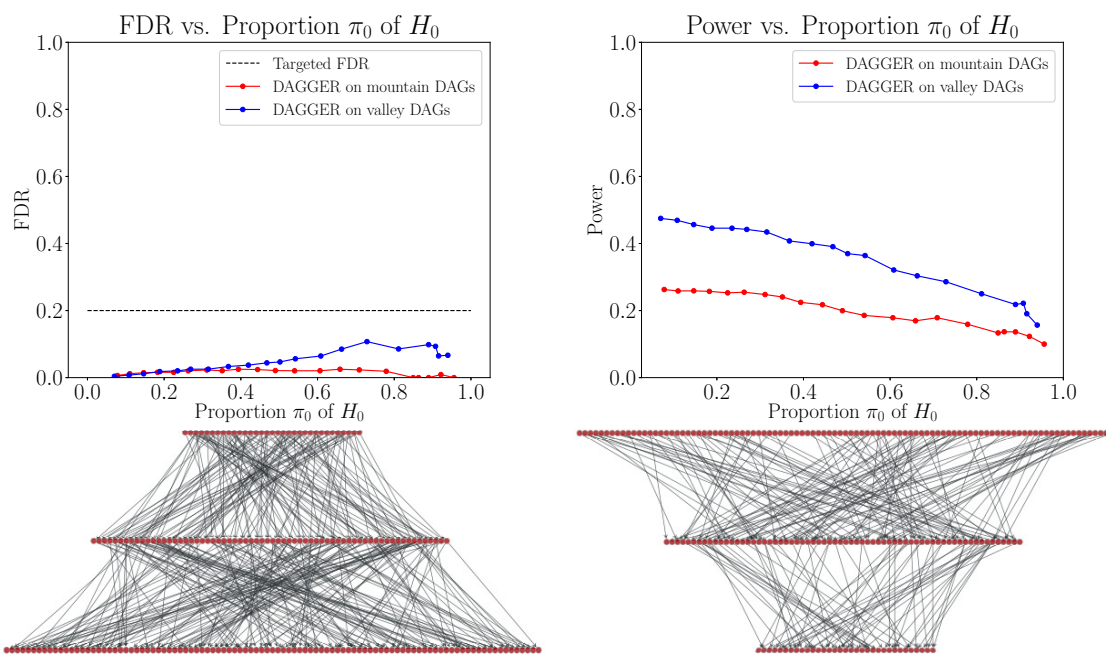 FDR vs. Proportion π₀ of H₀
1.0
0.8
0.6
0.4
0.2
0.0
FDR
Targeted FDR
DAGGER on mountain DAGs
DAGGER on valley DAGs
0.0 0.2 0.4 0.6 0.8 1.0
Proportion π₀ of H₀
Power vs. Proportion π₀ of H₀
1.0
0.8
0.6
0.4
0.2
0.0
Power
DAGGER on mountain DAGs
DAGGER on valley DAGs
0.2 0.4 0.6 0.8 1.0
Proportion π₀ of H₀